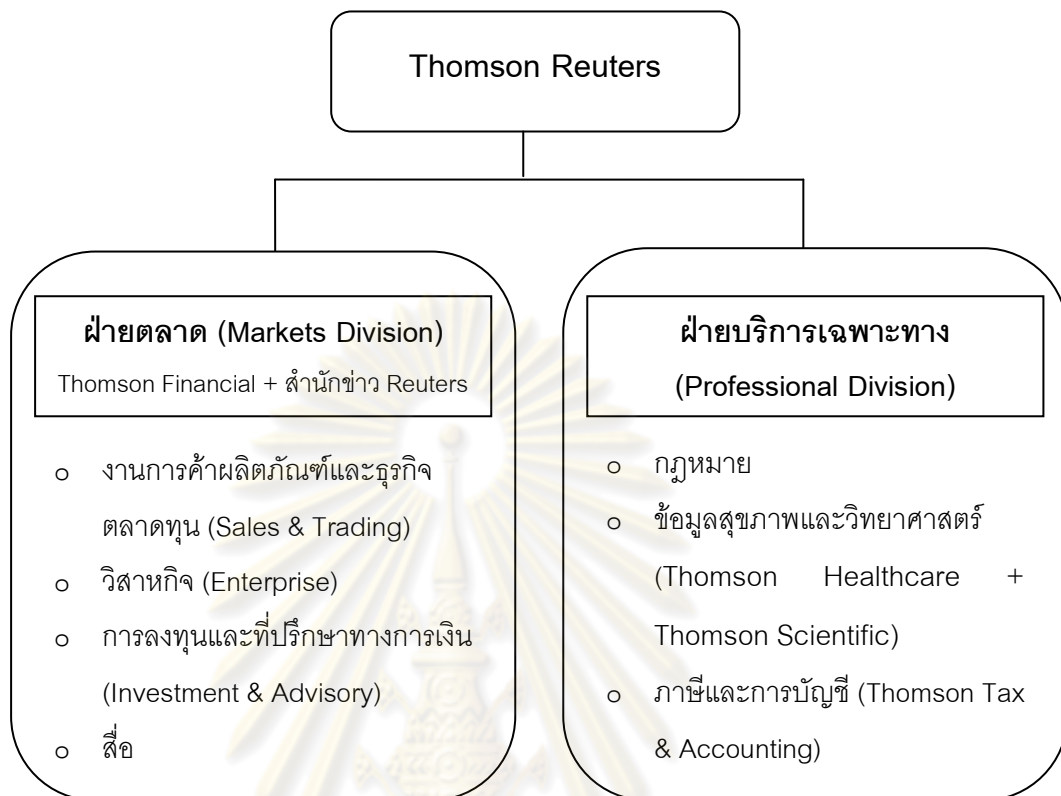 Thomson Reuters
ฝ่ายตลาด (Markets Division)
Thomson Financial + สำนักข่าว Reuters
o งานการค้าผลิตภัณฑ์และธุรกิจ
ตลาดทุน (Sales & Trading)
o วิสาหกิจ (Enterprise)
o การลงทุนและที่ปรึกษาทางการเงิน
(Investment & Advisory)
o สื่อ
ฝ่ายบริการเฉพาะทาง
(Professional Division)
o กฎหมาย
o ข้อมูลสุขภาพและวิทยาศาสตร์
(Thomson Healthcare +
Thomson Scientific)
o ภาษีและการบัญชี (Thomson Tax
& Accounting)